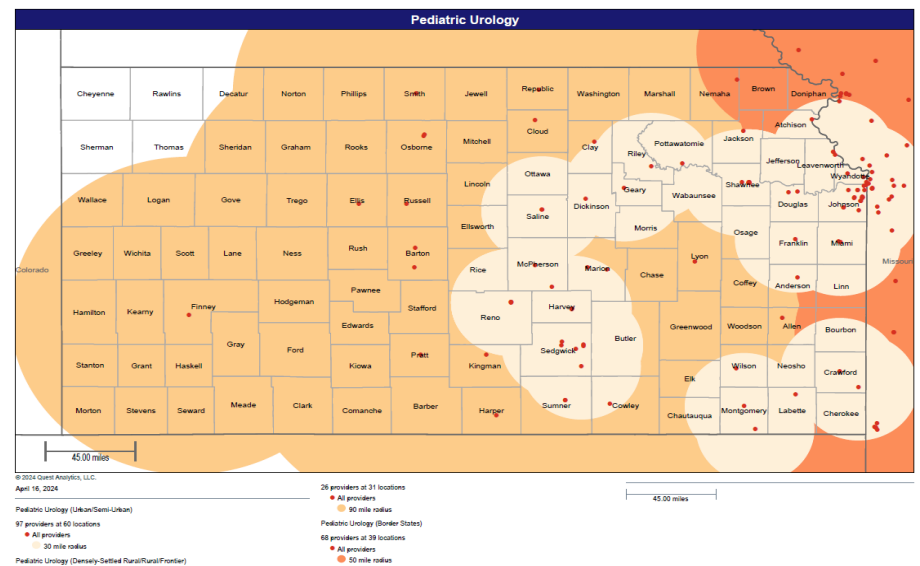 Pediatric Urology
Cheyenne Rawlins Decatur Norton Phillips Smith Jewell Republic Washington Marshall Nemaha Brown Doniphan
Atchison
Sherman Thomas Sheridan Graham Rooks Osborne Mitchell Cloud Clay Riley Pottawatomie Jackson
Jefferson Leavenworth
Wyandotte
Lincoln Ottawa
Wallace Logan Gove Trego Ellis Russell Geary Wabaunsee Shawnee
Saline Dickinson Douglas Johnson
Ellsworth Morris Osage
Greeley Wichita Scott Lane Ness Rush Barton Lyon Franklin Miami
Colorado Rice McPherson Marion Chase Missouri
Pawnee Coffey Anderson Linn
Hamilton Kearny Finney Hodgeman Stafford Reno Harvey
Edwards Greenwood Woodson Allen Bourbon
Gray Ford Butler
Stanton Grant Haskell Kiowa Pratt Kingman Sedgwick Elk Wilson Neosho Crawford
Morton Stevens Seward Meade Clark Comanche Barber Harper Sumner Cowley Chautauqua Montgomery Labette Cherokee
45.00 miles
© 2024 Quest Analytics, LLC.
April 16, 2024
Pediatric Urology (Urban/Semi-Urban)
97 providers at 60 locations
All providers
30 mile radius
Pediatric Urology (Densely-Settled Rural/Rural/Frontier)
26 providers at 31 locations
All providers
90 mile radius
Pediatric Urology (Border States)
68 providers at 39 locations
All providers
50 mile radius
45.00 miles